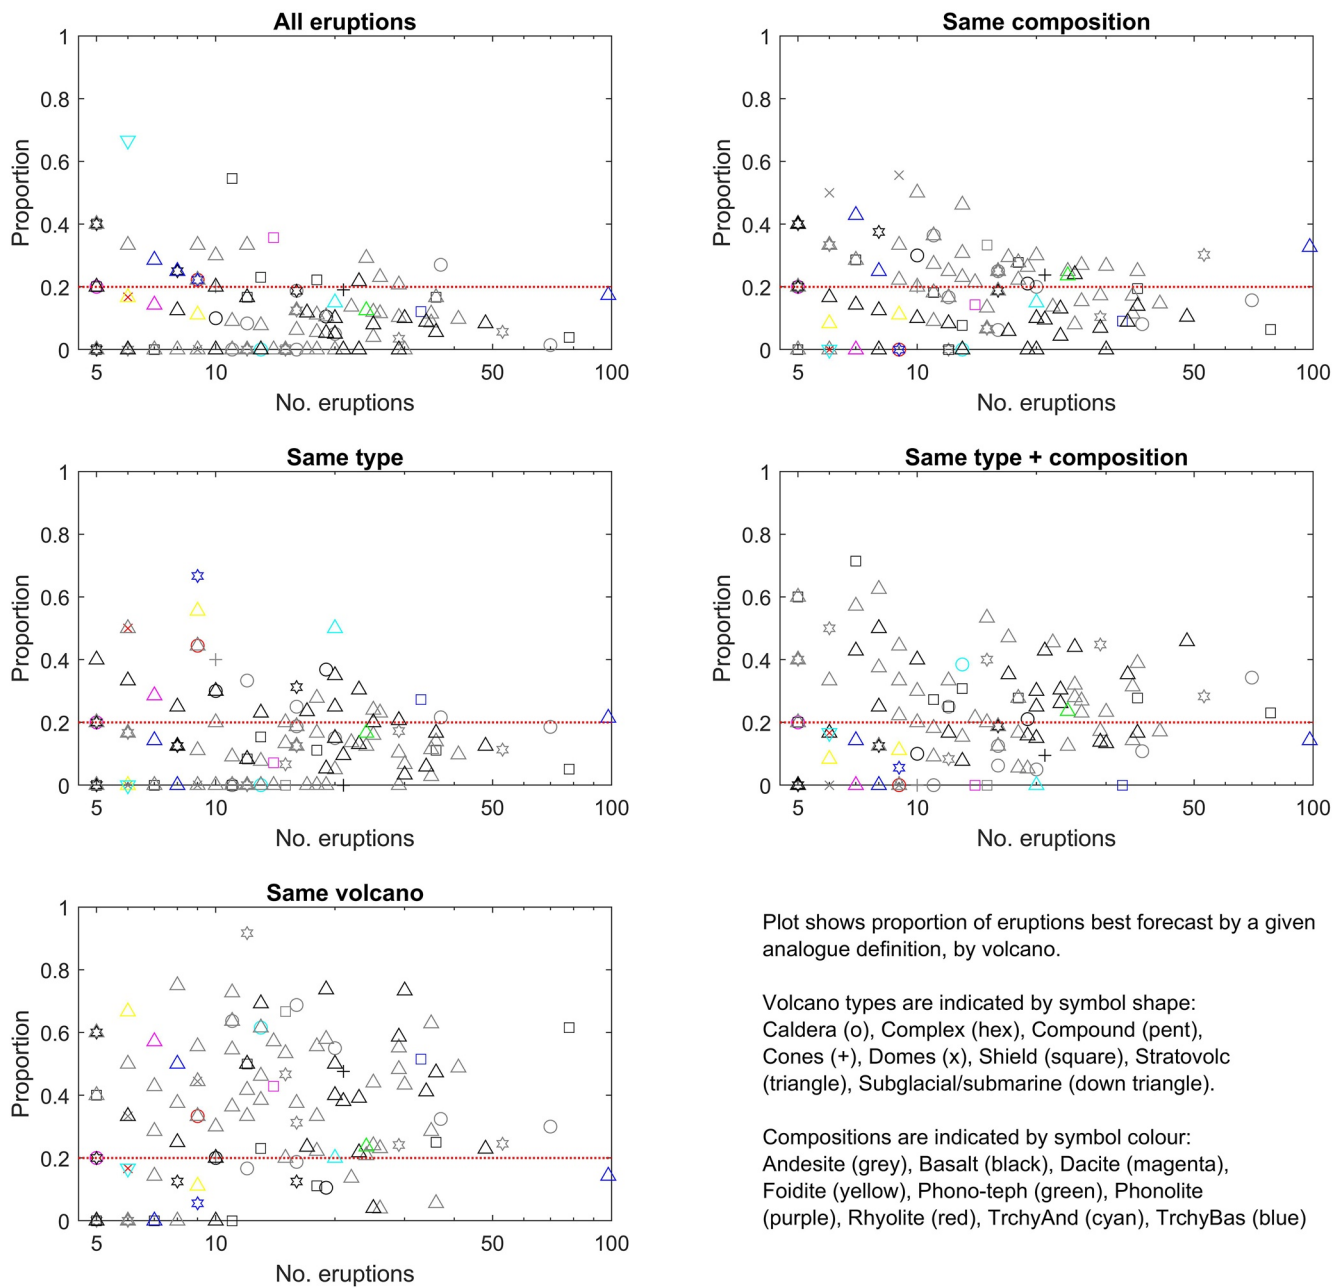 All eruptions
1
0.8
0.6
0.4
0.2
0
Proportion
5
10
50
100
No. eruptions
Same composition
1
0.8
0.6
0.4
0.2
0
Proportion
5
10
50
100
No. eruptions
Same type
1
0.8
0.6
0.4
0.2
0
Proportion
5
10
50
100
No. eruptions
Same type + composition
1
0.8
0.6
0.4
0.2
0
Proportion
5
10
50
100
No. eruptions
Same volcano
1
0.8
0.6
0.4
0.2
0
Proportion
5
10
50
100
No. eruptions
Plot shows proportion of eruptions best forecast by a given
analogue definition, by volcano.
Volcano types are indicated by symbol shape:
Caldera (o), Complex (hex), Compound (pent),
Cones (+), Domes (x), Shield (square), Stratovolc
(triangle), Subglacial/submarine (down triangle).
Compositions are indicated by symbol colour:
Andesite (grey), Basalt (black), Dacite (magenta),
Foidite (yellow), Phono-teph (green), Phonolite
(purple), Rhyolite (red), TrchyAnd (cyan), TrchyBas (blue)